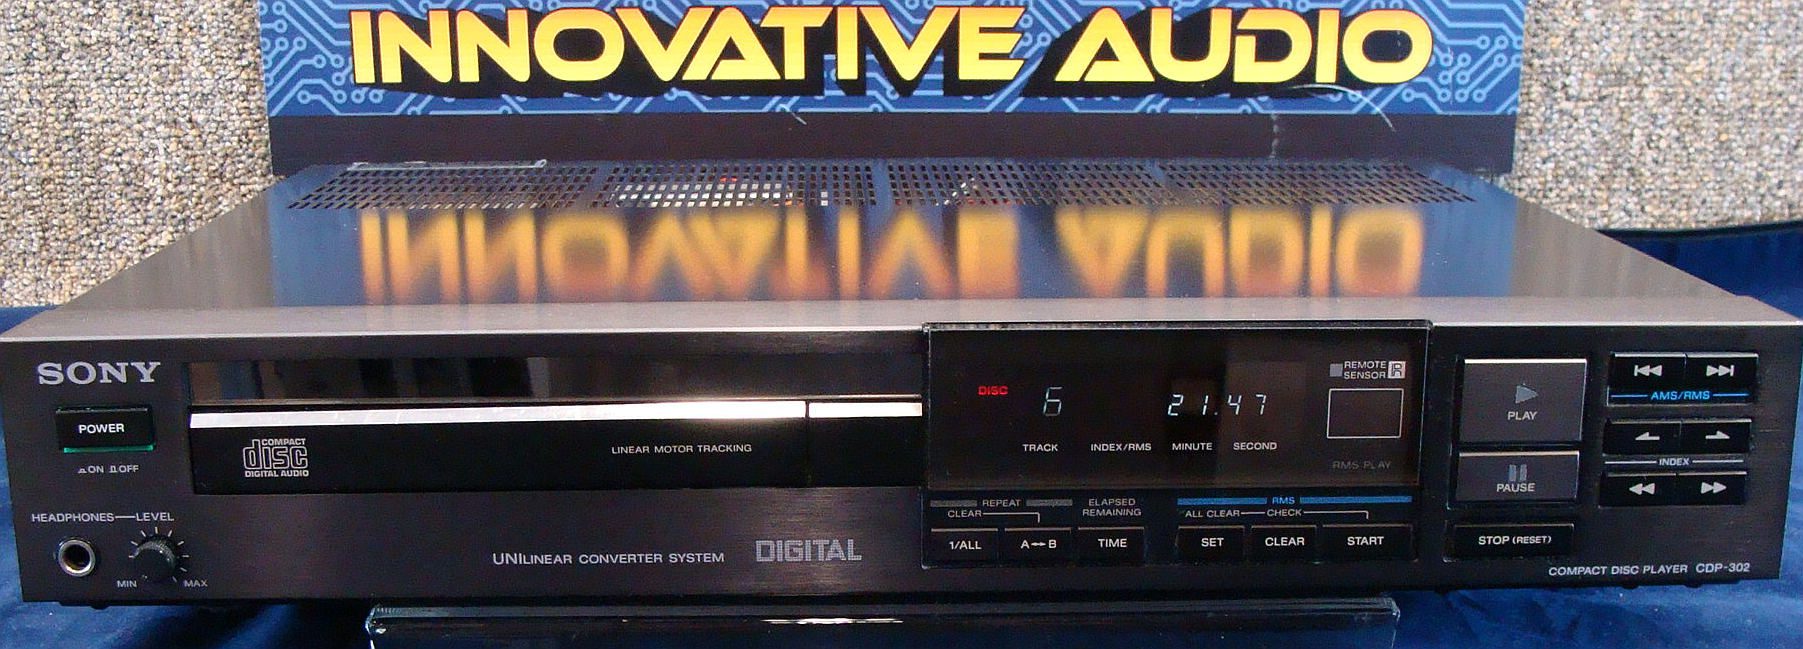 INNOVATIVE AUDIO
SONY
POWER
ON OFF
HEADPHONES LEVEL
MIN MAX
COMPACT
disc
DIGITAL AUDIO
LINEAR MOTOR TRACKING
UNILINEAR CONVERTER SYSTEM DIGITAL
DISC 6 21.47
TRACK INDEX/RMS MINUTE SECOND
REMOTE
SENSOR IR
RMS PLAY
REPEAT
CLEAR
1/ALL A↔B
ELAPSED
REMAINING
TIME
RMS
ALL CLEAR CHECK
SET CLEAR START
PLAY
PAUSE
STOP (RESET)
AMS/RMS
INDEX
COMPACT DISC PLAYER CDP-302